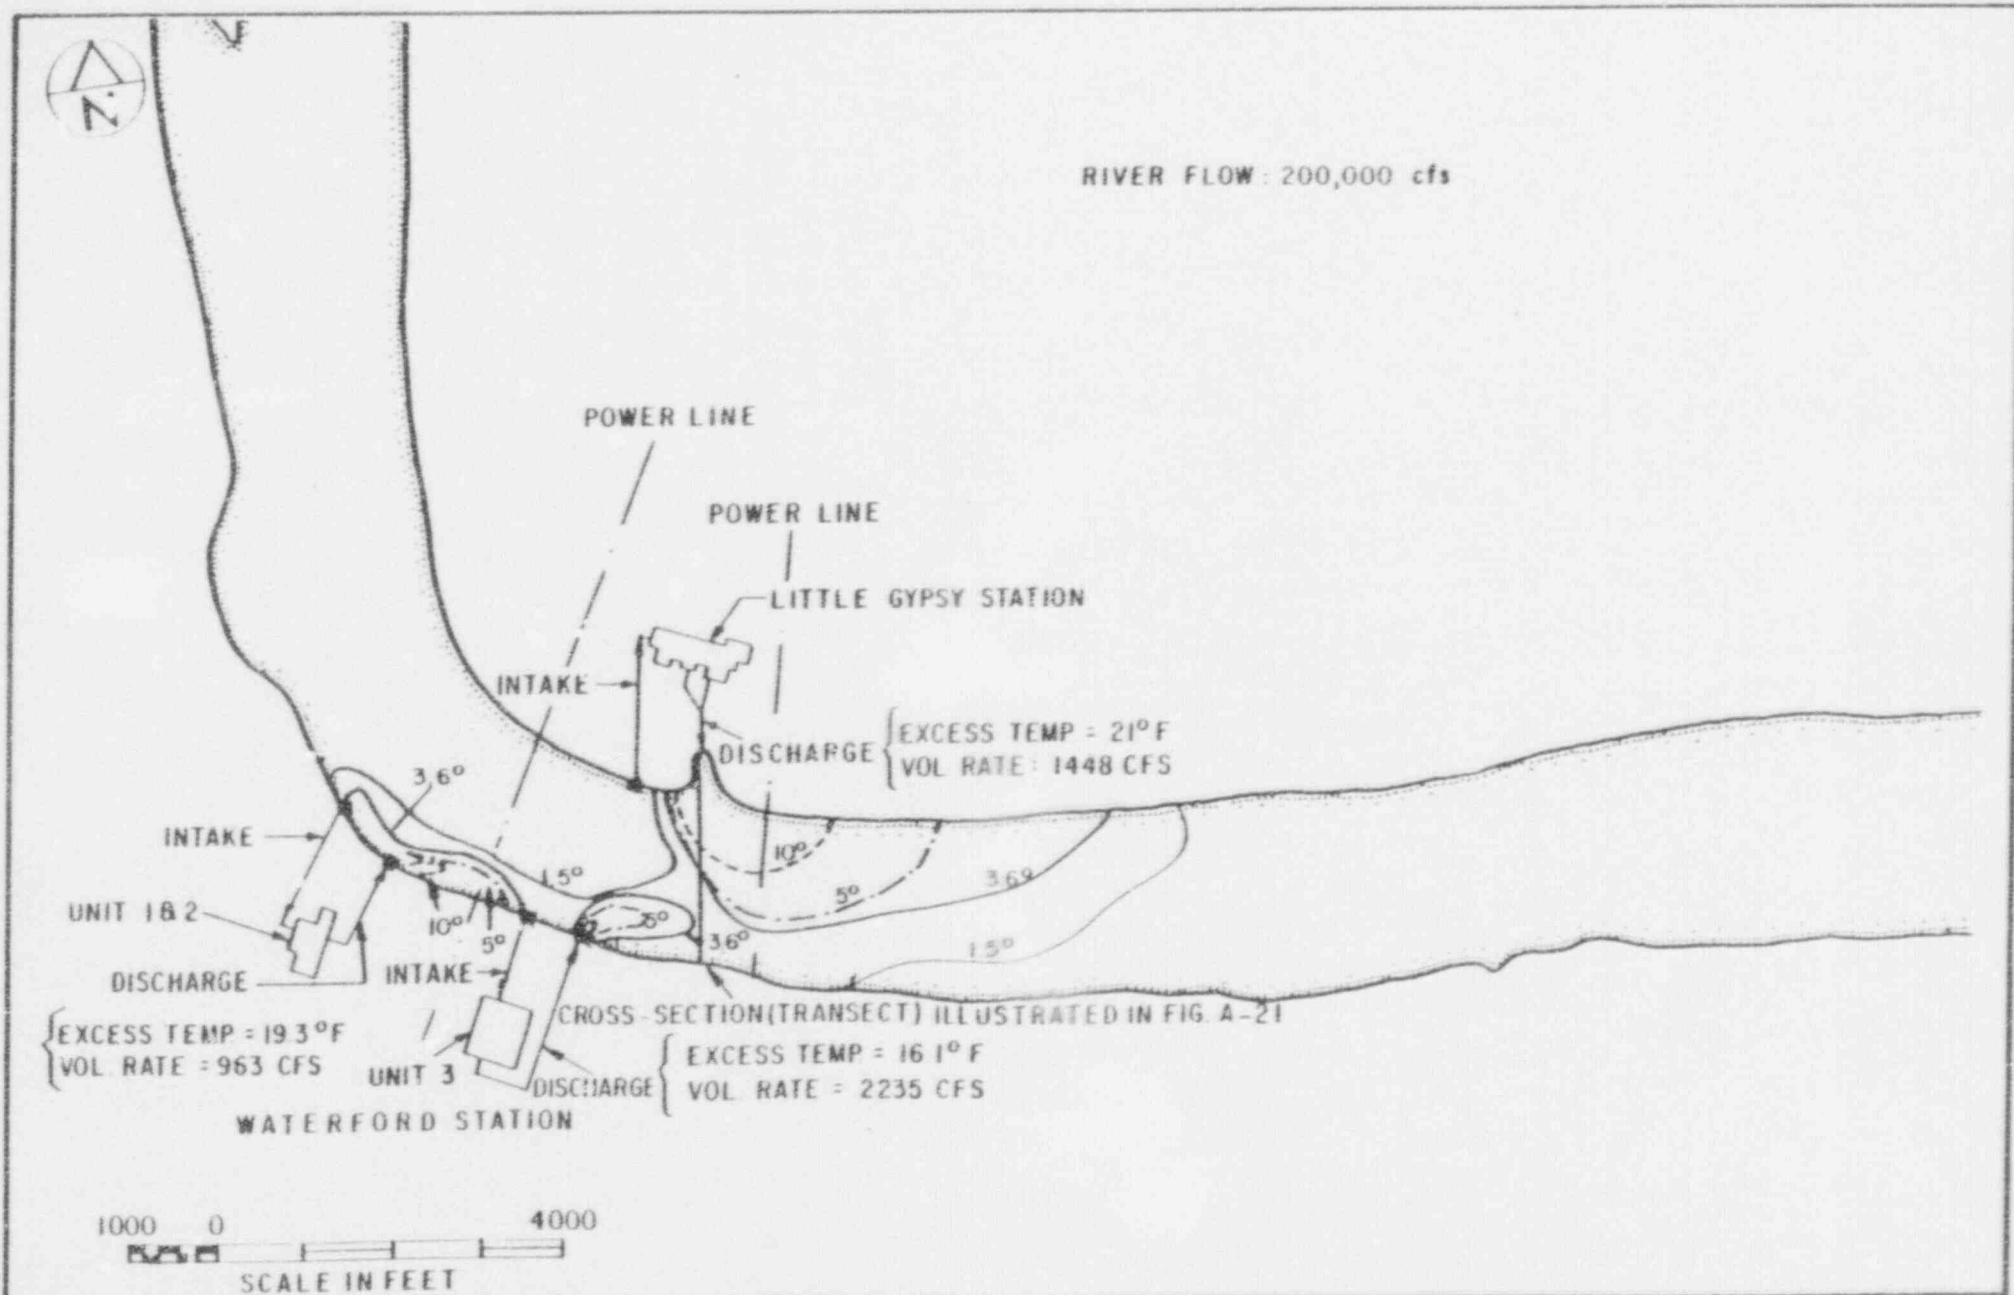 N
RIVER FLOW: 200,000 cfs
POWER LINE
POWER LINE
LITTLE GYPSY STATION
INTAKE
DISCHARGE
EXCESS TEMP = 21°F
VOL RATE: 1448 CFS
3.6°
INTAKE
10°
1.5°
5°
3.6°
UNIT 1&2
10°
5°
5°
3.6°
1.5°
DISCHARGE
INTAKE
CROSS-SECTION(TRANSECT) ILLUSTRATED IN FIG. A-21
EXCESS TEMP = 19.3°F
VOL. RATE = 963 CFS
UNIT 3
DISCHARGE
EXCESS TEMP = 16.1°F
VOL. RATE = 2235 CFS
WATERFORD STATION
1000 0 4000
SCALE IN FEET